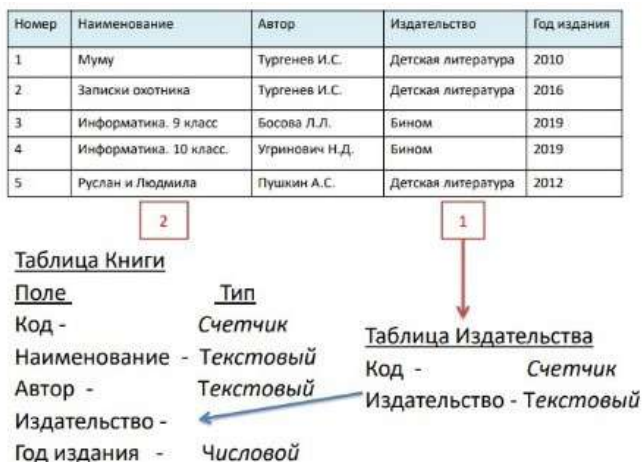 Номер Наименование Автор Издательство Год издания
1 Муму Тургенев И.С. Детская литература 2010
2 Записки охотника Тургенев И.С. Детская литература 2016
3 Информатика. 9 класс Босова Л.Л. Бином 2019
4 Информатика. 10 класс. Угринович Н.Д. Бином 2019
5 Руслан и Людмила Пушкин А.С. Детская литература 2012
2 1
Таблица Книги
Поле Тип
Код - Счетчик
Наименование - Текстовый
Автор - Текстовый
Издательство -
Год издания - Числовой
Таблица Издательства
Код - Счетчик
Издательство - Текстовый